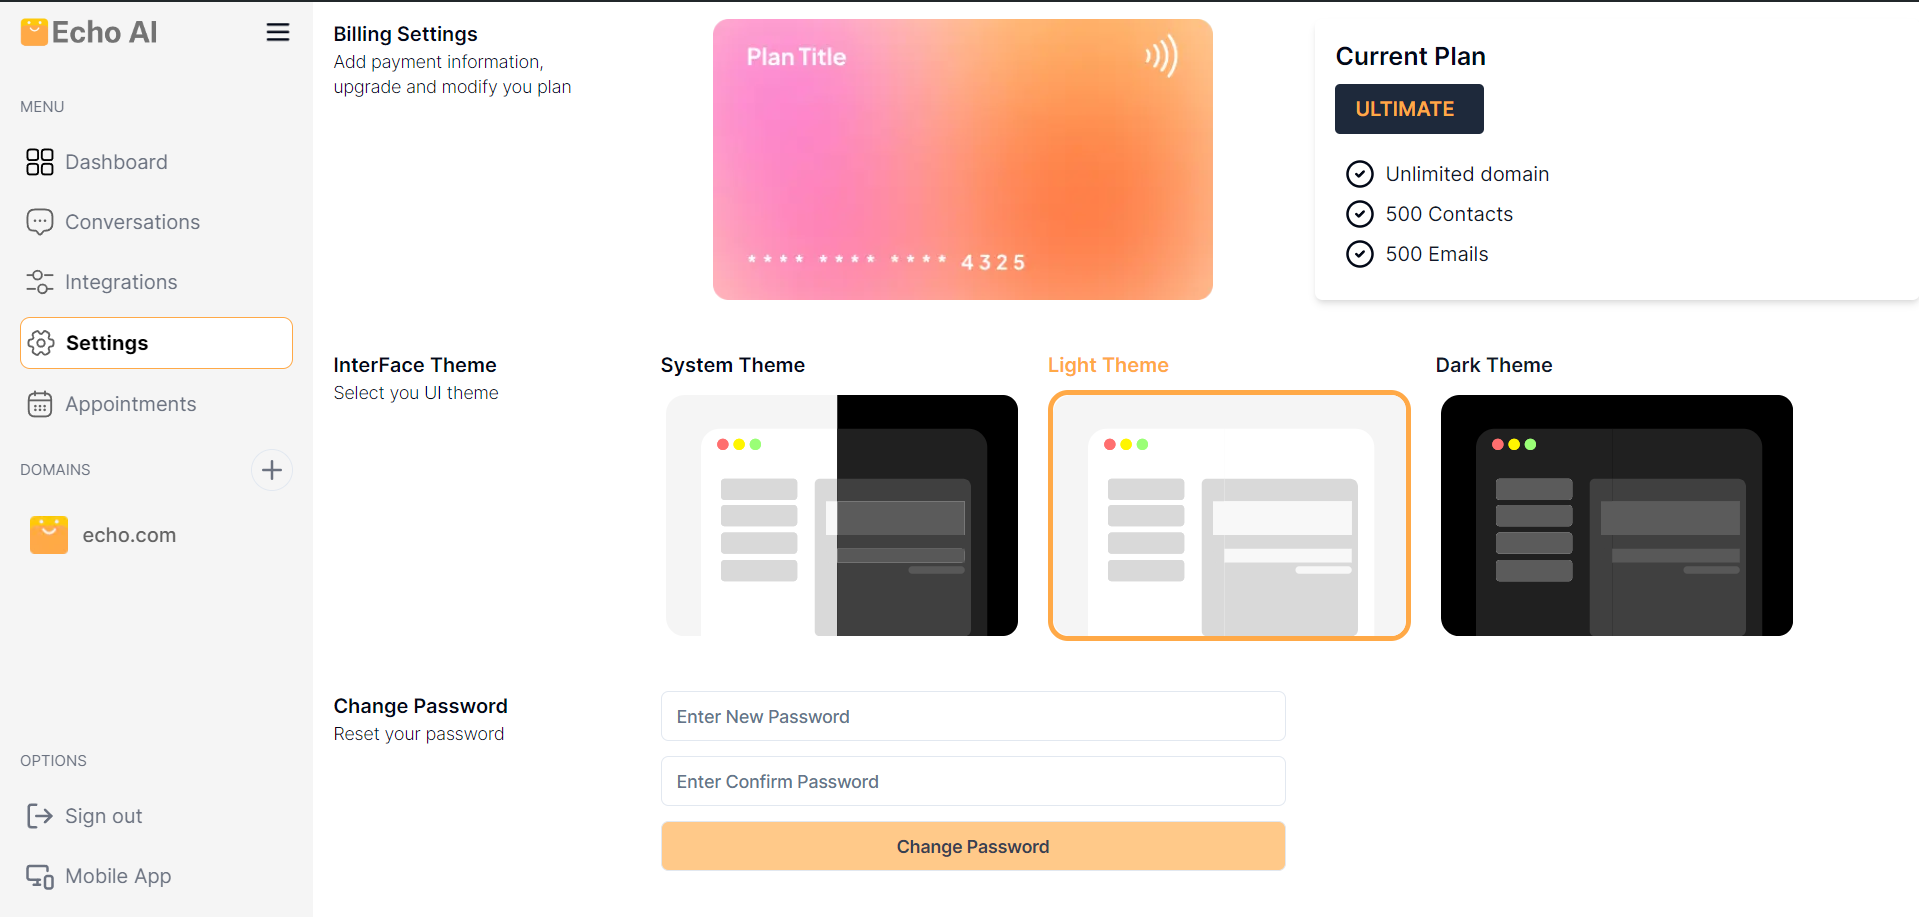 Echo AI
MENU
Dashboard
Conversations
Integrations
Settings
Appointments
DOMAINS
echo.com
OPTIONS
Sign out
Mobile App
Billing Settings
Add payment information,
upgrade and modify you plan
Plan Title
**** **** **** 4325
Current Plan
ULTIMATE
Unlimited domain
500 Contacts
500 Emails
InterFace Theme
Select you UI theme
System Theme
Light Theme
Dark Theme
Change Password
Reset your password
Enter New Password
Enter Confirm Password
Change Password